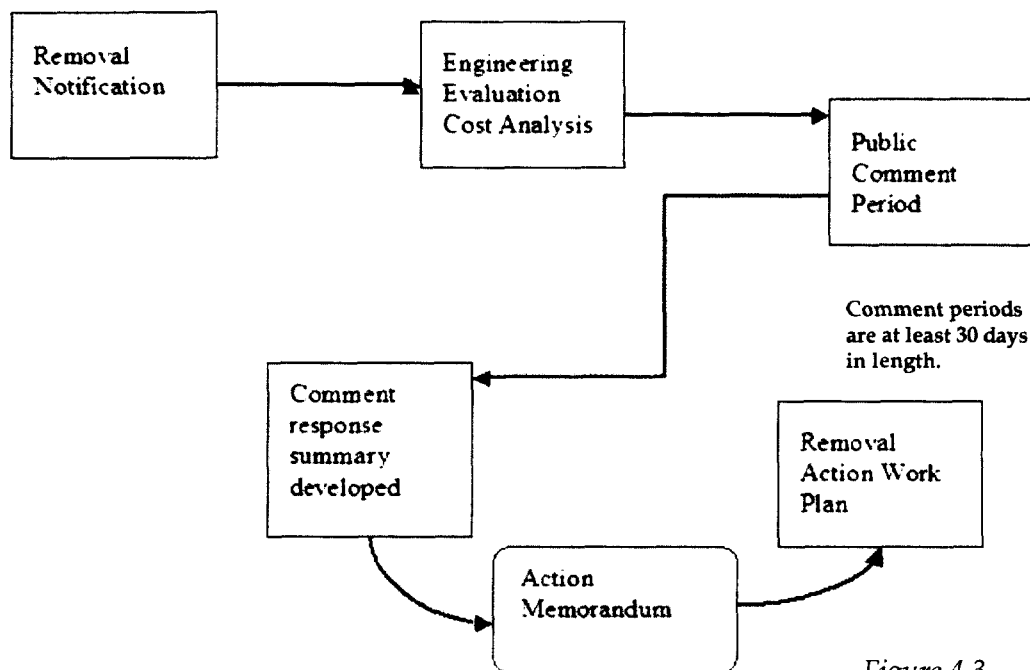 Removal
Notification
Engineering
Evaluation
Cost Analysis
Public
Comment
Period
Comment periods
are at least 30 days
in length.
Comment
response
summary
developed
Removal
Action Work
Plan
Action
Memorandum
Figure 4.3